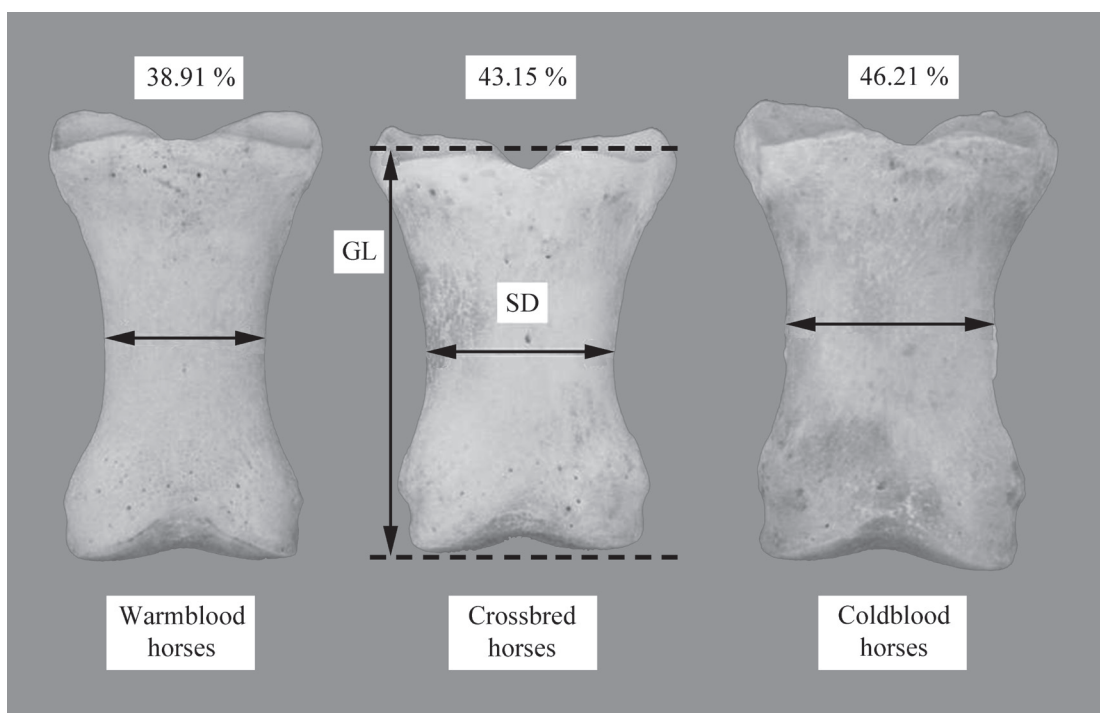 38.91 %
43.15 %
46.21 %
GL
SD
Warmblood
horses
Crossbred
horses
Coldblood
horses